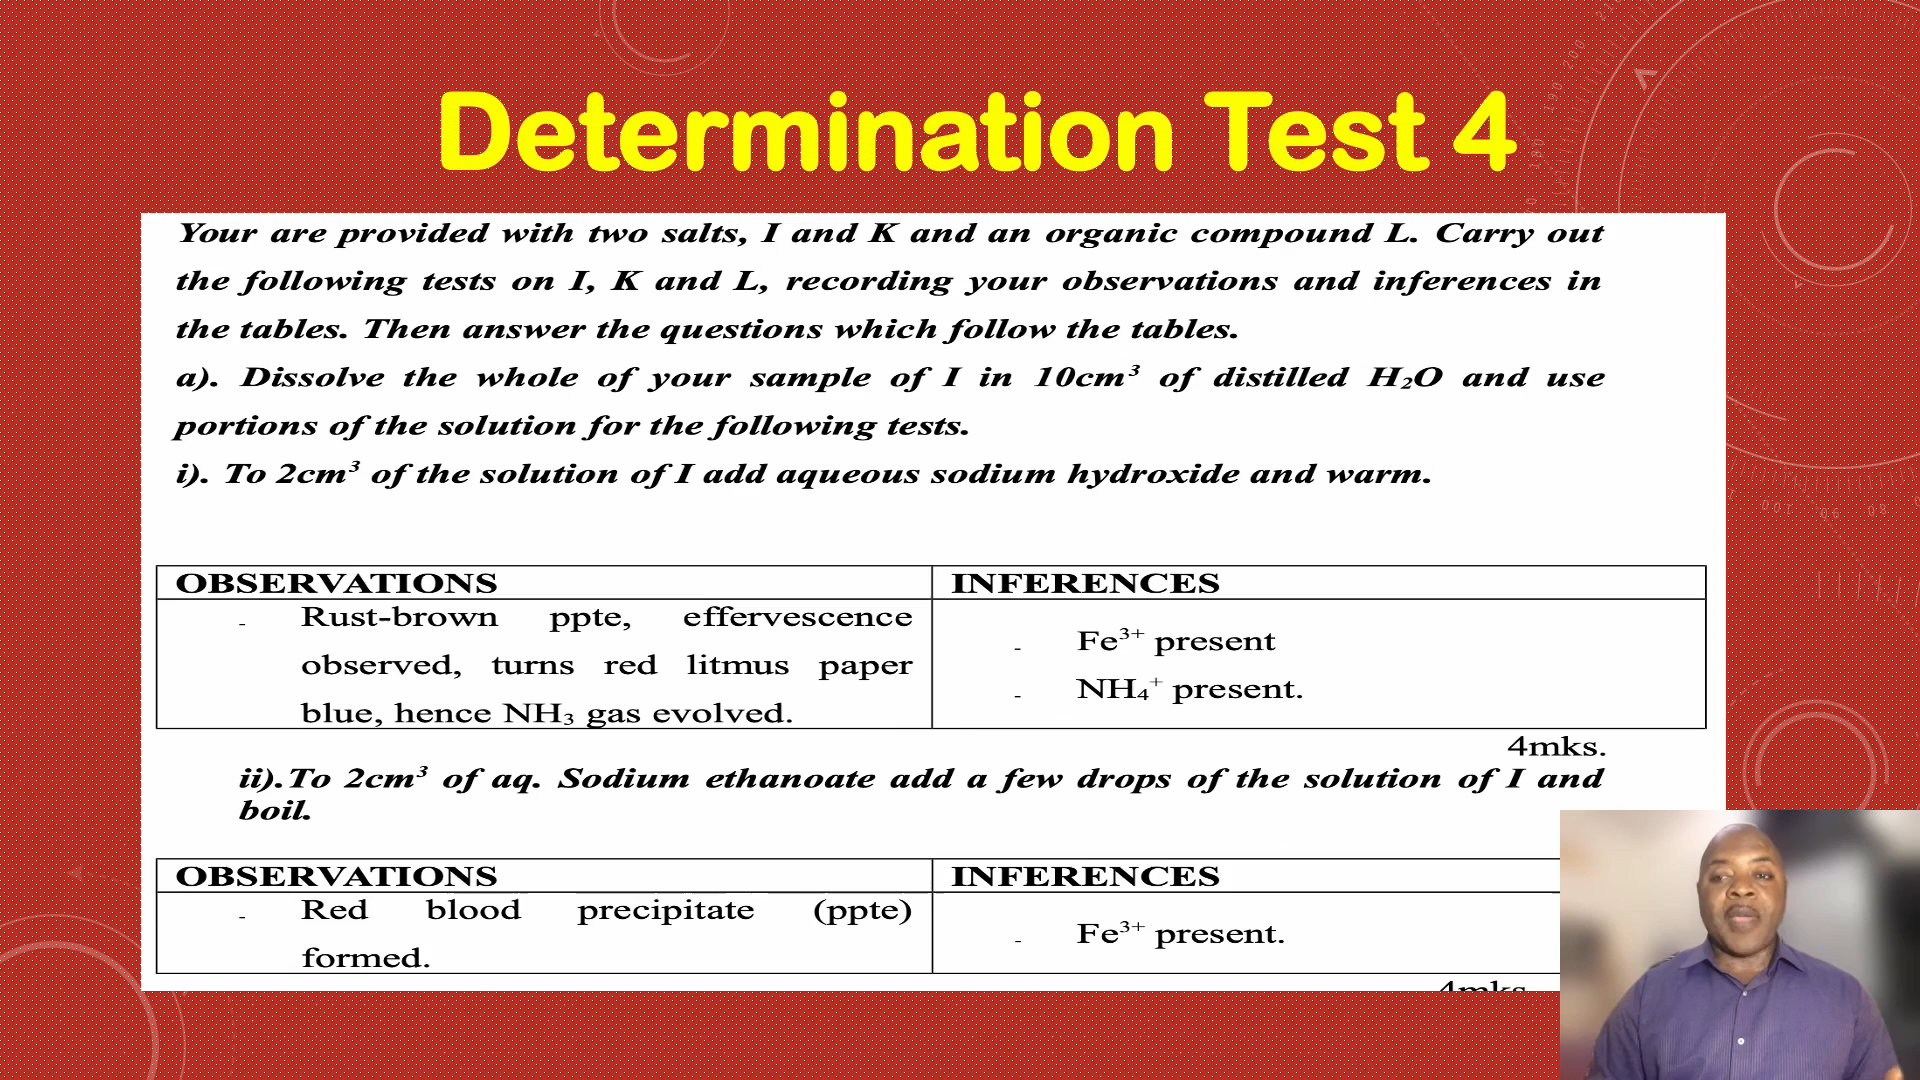 Determination Test 4
Your are provided with two salts, I and K and an organic compound L. Carry out
the following tests on I, K and L, recording your observations and inferences in
the tables. Then answer the questions which follow the tables.
a). Dissolve the whole of your sample of I in 10cm³ of distilled H₂O and use
portions of the solution for the following tests.
i). To 2cm³ of the solution of I add aqueous sodium hydroxide and warm.
OBSERVATIONS
- Rust-brown ppte, effervescence
observed, turns red litmus paper
blue, hence NH₃ gas evolved.
INFERENCES
- Fe³⁺ present
- NH₄⁺ present.
4mks.
ii).To 2cm³ of aq. Sodium ethanoate add a few drops of the solution of I and
boil.
OBSERVATIONS
- Red blood precipitate (ppte)
formed.
INFERENCES
- Fe³⁺ present.
4mks